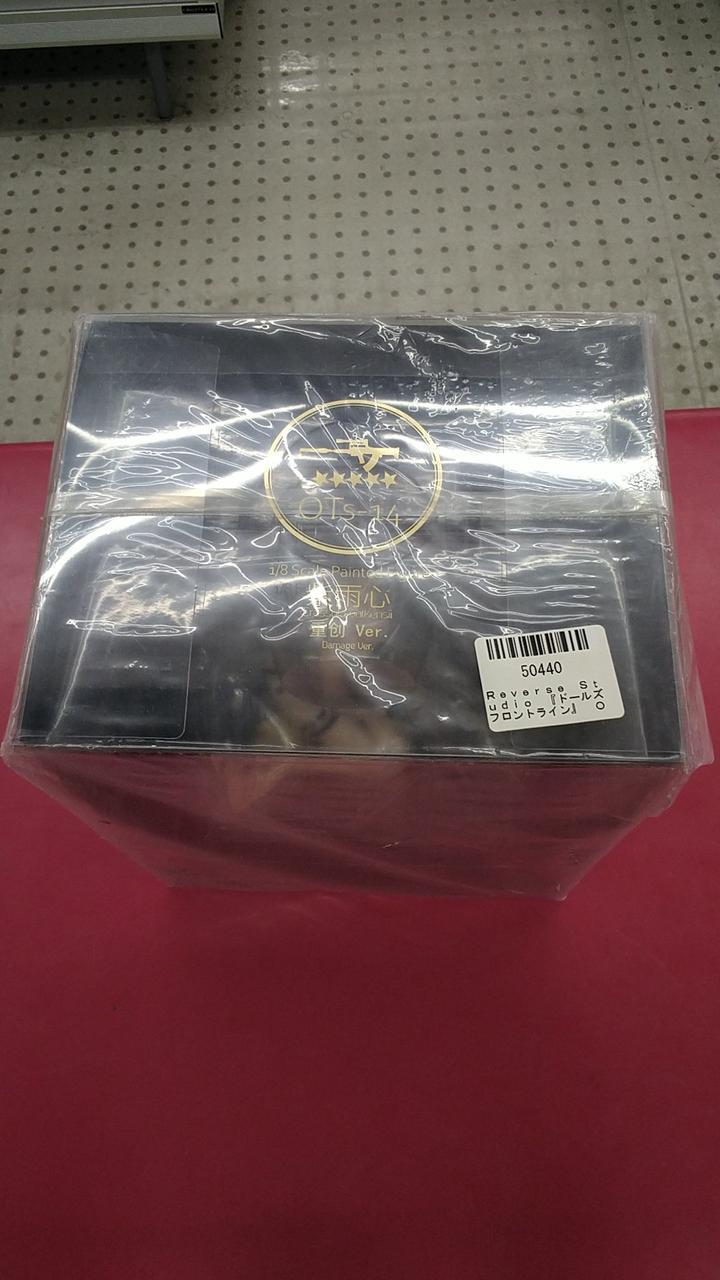 OTs-14
1/8 Scale Painted
雨心
重创 Ver.
Damage Ver.
50440
Reverse St
udio 『ドールズ
フロントライン』 O